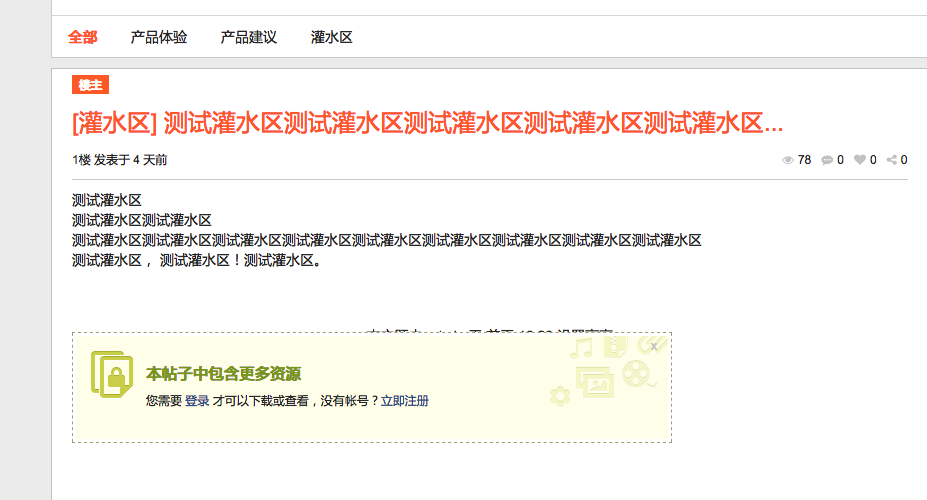 全部 产品体验 产品建议 灌水区
楼主
[灌水区] 测试灌水区测试灌水区测试灌水区测试灌水区测试灌水区...
1楼 发表于 4 天前 78 0 0 0
测试灌水区
测试灌水区测试灌水区
测试灌水区测试灌水区测试灌水区测试灌水区测试灌水区测试灌水区测试灌水区测试灌水区测试灌水区
测试灌水区， 测试灌水区！测试灌水区。
x
本帖子中包含更多资源
您需要 登录 才可以下载或查看，没有帐号？立即注册